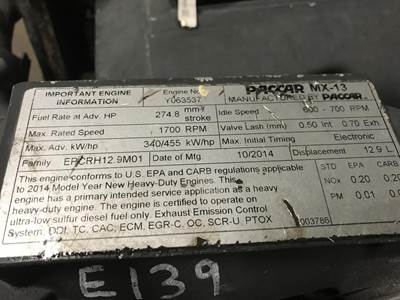 IMPORTANT ENGINE INFORMATION
Engine No. Y063537
PACCAR MX-13
MANUFACTURED BY PACCAR
Fuel Rate at Adv. HP 274.8 mm³/stroke Idle Speed 600 - 700 RPM
Max. Rated Speed 1700 RPM Valve Lash (mm) 0.50 Int 0.70 Exh
Max. Adv. kW/hp 340/455 kW/hp Max. Initial Timing Electronic
Family EPCRH12.9M01 Date of Mfg. 10/2014 Displacement 12.9 L
This engine conforms to U.S. EPA and CARB regulations applicable
to 2014 Model Year New Heavy-Duty Engines. This
engine has a primary intended service application as a heavy
heavy-duty engine. The engine is certified to operate on
ultra-low sulfur diesel fuel only. Exhaust Emission Control
System: DDI, TC, CAC, ECM, EGR-C, OC, SCR-U, PTOX
STD EPA
NOx 0.20 0.20
PM 0.01
2003786
E139